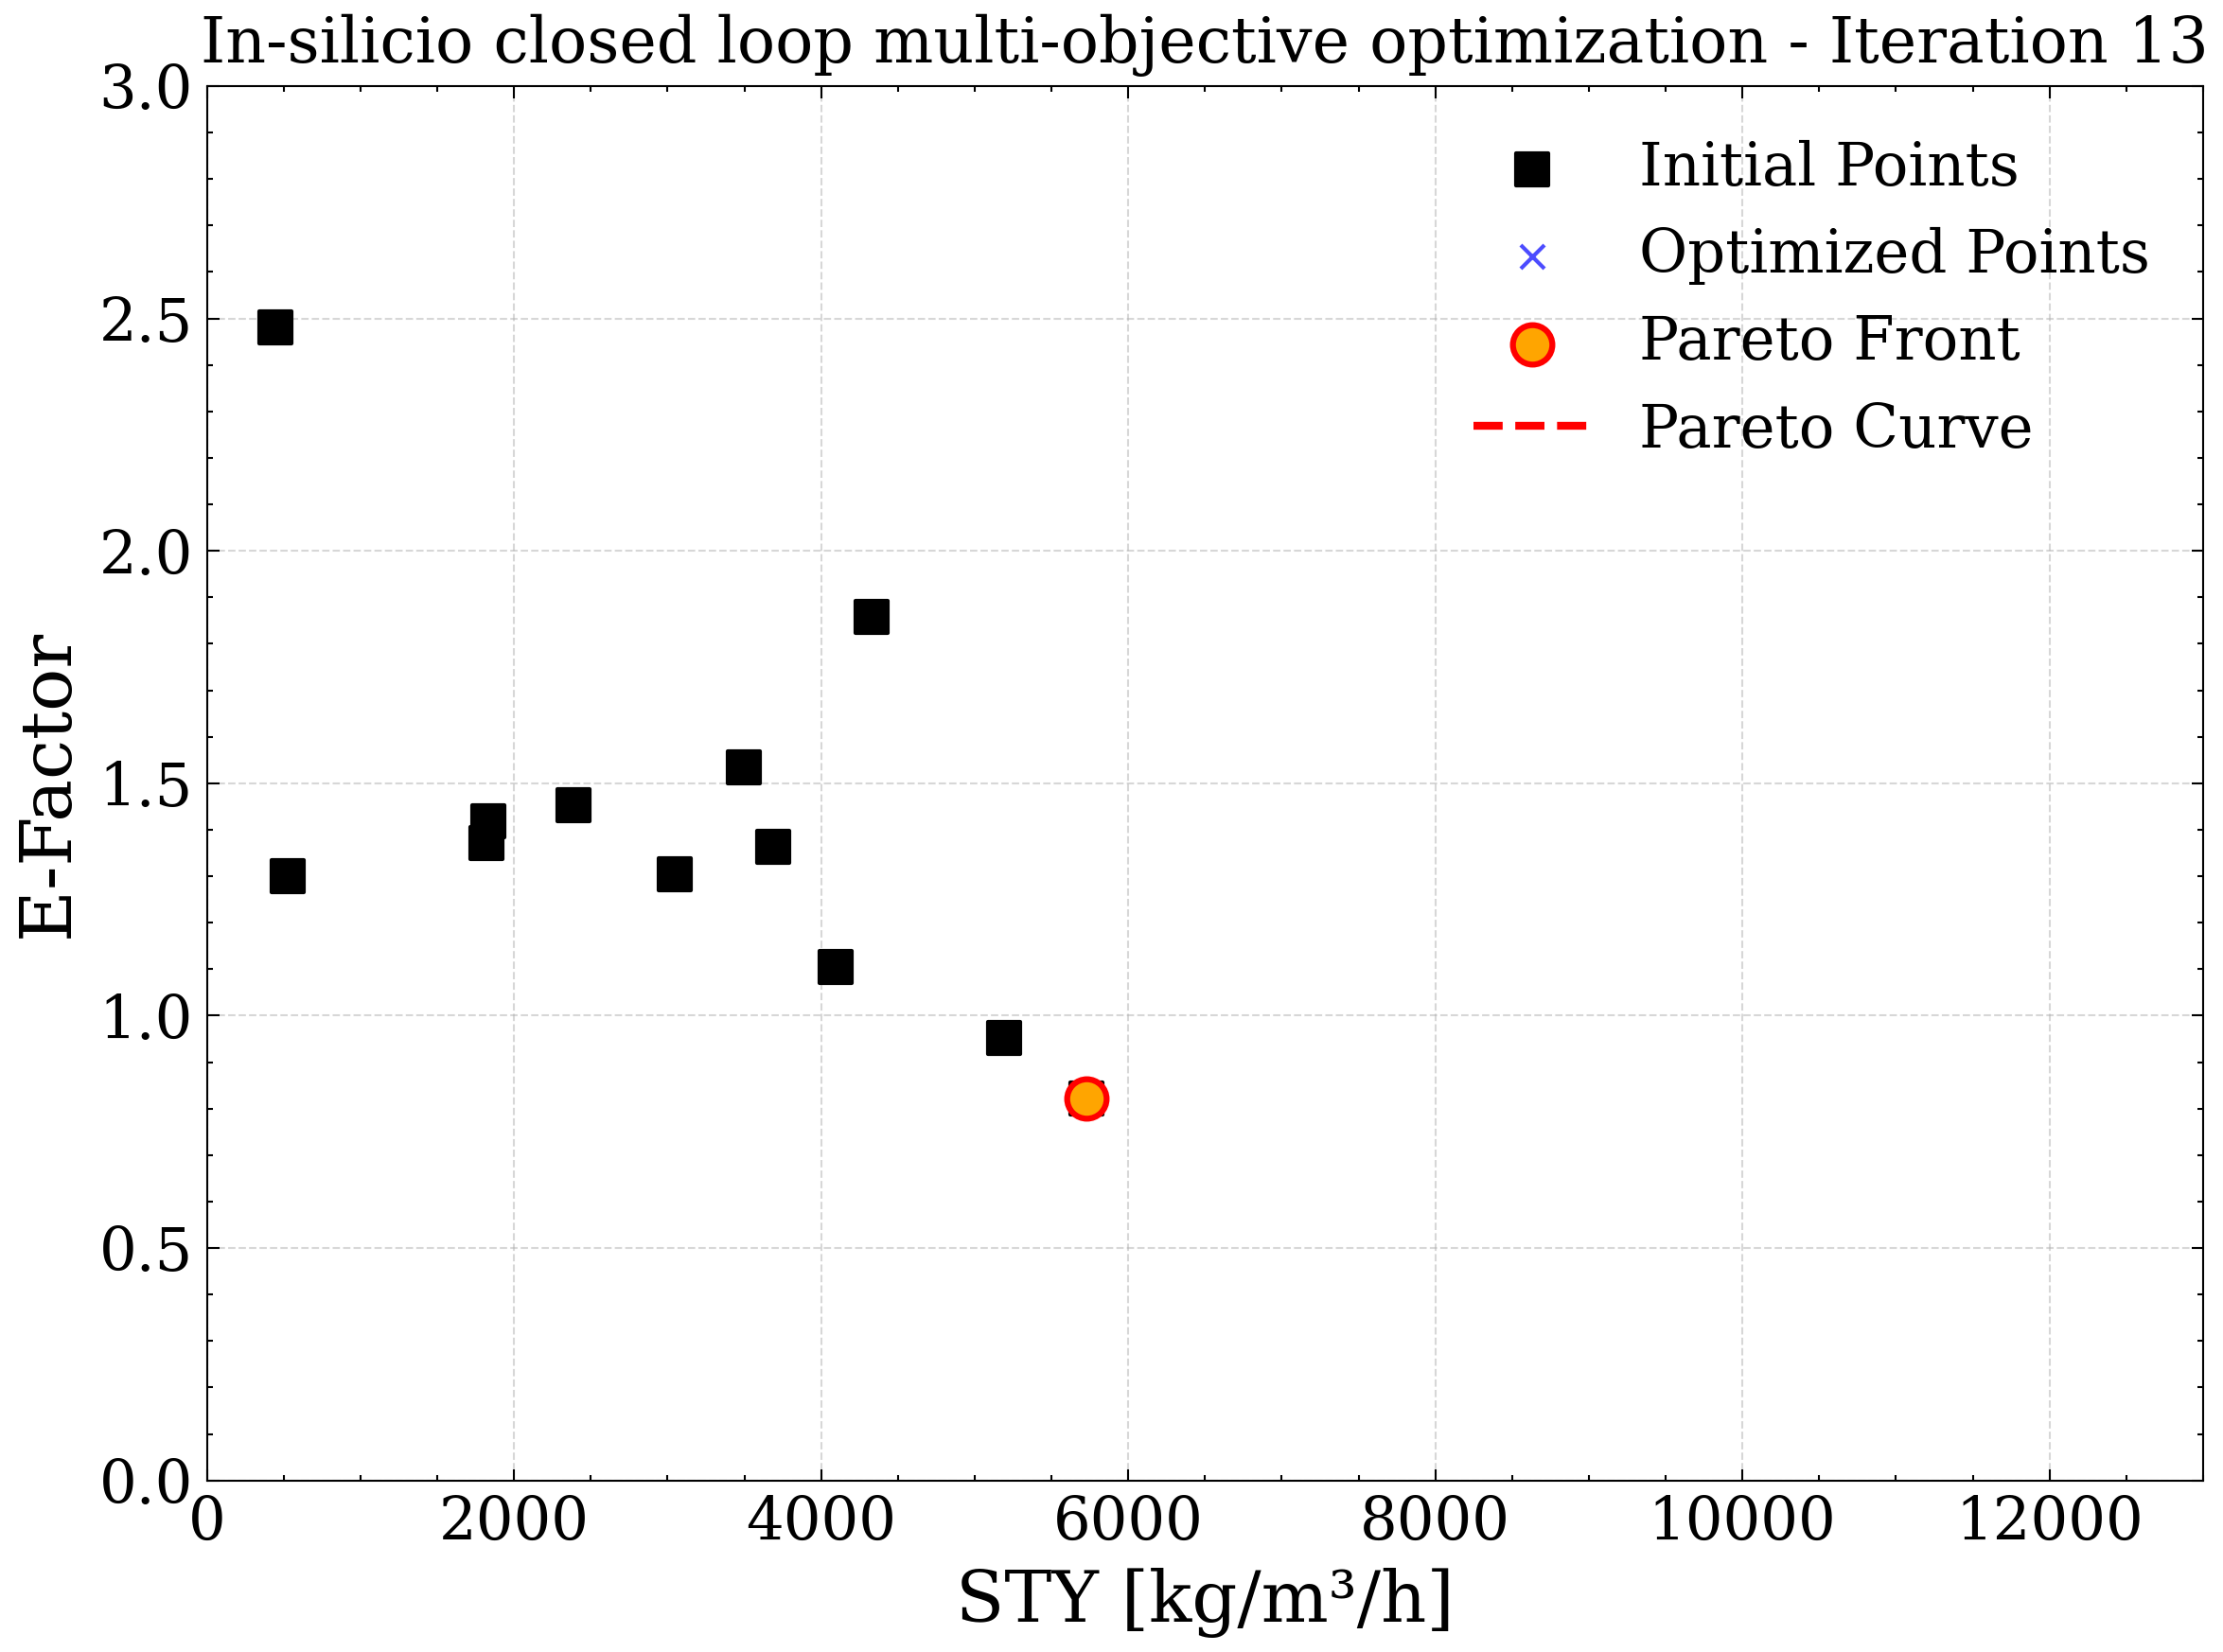 In-silicio closed loop multi-objective optimization - Iteration 13
3.0
2.5
2.0
1.5
1.0
0.5
0.0
E-Factor
Initial Points
Optimized Points
Pareto Front
Pareto Curve
0 2000 4000 6000 8000 10000 12000
STY [kg/m³/h]